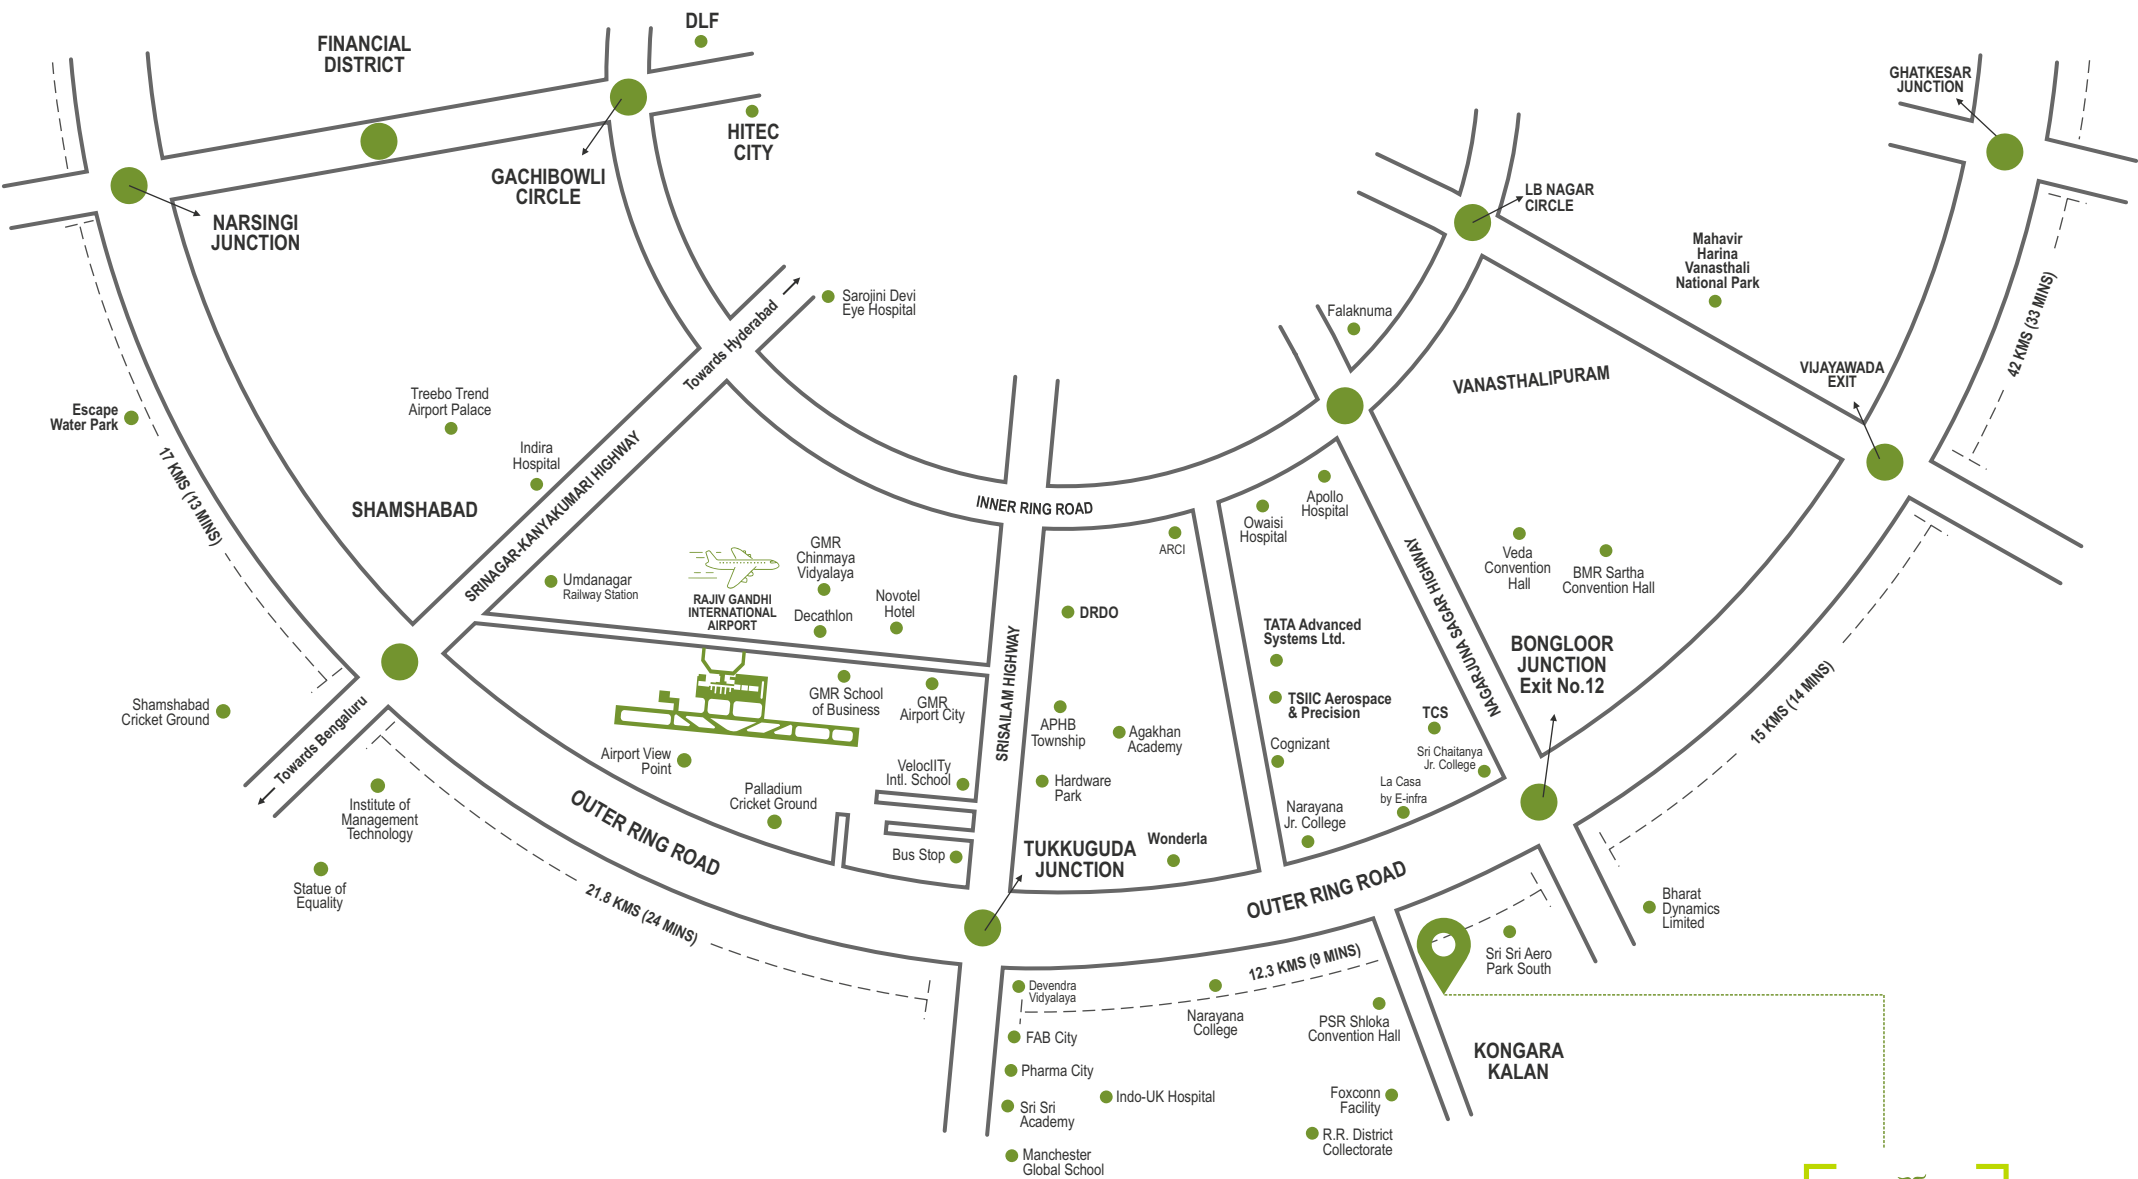 DLF
FINANCIAL
DISTRICT
HITEC
CITY
GACHIBOWLI
CIRCLE
NARSINGI
JUNCTION
GHATKESAR
JUNCTION
LB NAGAR
CIRCLE
Mahavir
Harina
Vanasthali
National Park
42 KMS (33 MINS)
Sarojini Devi
Eye Hospital
Towards Hyderabad
Falaknuma
VANASTHALIPURAM
VIJAYAWADA
EXIT
Escape
Water Park
17 KMS (13 MINS)
Treebo Trend
Airport Palace
Indira
Hospital
SHAMSHABAD
SRINAGAR-KANYAKUMARI HIGHWAY
INNER RING ROAD
Apollo
Hospital
Owaisi
Hospital
ARCI
Veda
Convention
Hall
BMR Sartha
Convention Hall
NAGARJUNA SAGAR HIGHWAY
Umdanagar
Railway Station
RAJIV GANDHI
INTERNATIONAL
AIRPORT
GMR
Chinmaya
Vidyalaya
Decathlon
Novotel
Hotel
DRDO
TATA Advanced
Systems Ltd.
TSIIC Aerospace
& Precision
BONGLOOR
JUNCTION
Exit No.12
SRISAILAM HIGHWAY
Shamshabad
Cricket Ground
Towards Bengaluru
GMR School
of Business
GMR
Airport City
APHB
Township
Agakhan
Academy
TCS
Cognizant
Sri Chaitanya
Jr. College
La Casa
by E-infra
15 KMS (14 MINS)
Airport View
Point
VelocIITy
Intl. School
Hardware
Park
Palladium
Cricket Ground
Narayana
Jr. College
Institute of
Management
Technology
OUTER RING ROAD
Bus Stop
TUKKUGUDA
JUNCTION
Wonderla
Statue of
Equality
21.8 KMS (24 MINS)
OUTER RING ROAD
Bharat
Dynamics
Limited
12.3 KMS (9 MINS)
Sri Sri Aero
Park South
Devendra
Vidyalaya
Narayana
College
PSR Shloka
Convention Hall
FAB City
KONGARA
KALAN
Pharma City
Indo-UK Hospital
Foxconn
Facility
Sri Sri
Academy
R.R. District
Collectorate
Manchester
Global School